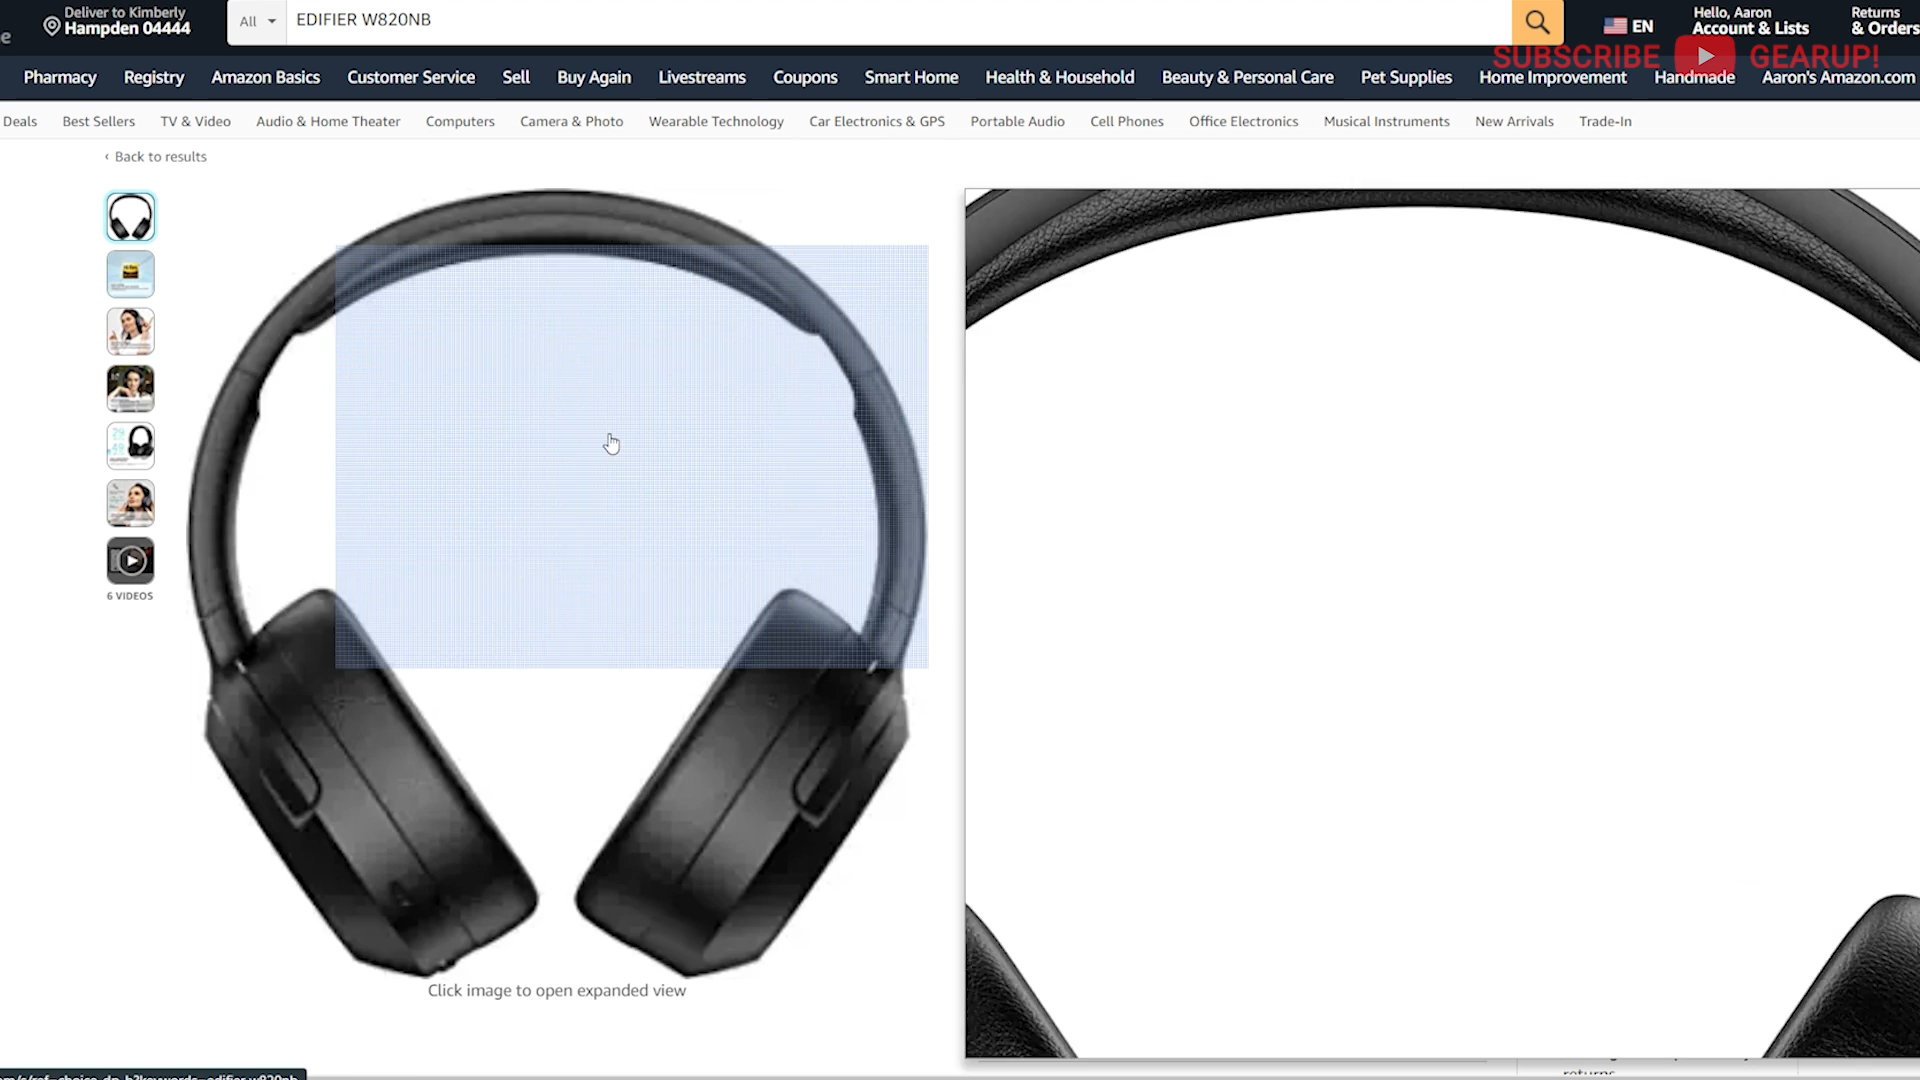 Deliver to Kimberly
Hampden 04444
All
EDIFIER W820NB
EN
Hello, Aaron
Account & Lists
Returns
& Orders
SUBSCRIBE GEARUP!
Pharmacy Registry Amazon Basics Customer Service Sell Buy Again Livestreams Coupons Smart Home Health & Household Beauty & Personal Care Pet Supplies Home Improvement Handmade Aaron's Amazon.com
Deals Best Sellers TV & Video Audio & Home Theater Computers Camera & Photo Wearable Technology Car Electronics & GPS Portable Audio Cell Phones Office Electronics Musical Instruments New Arrivals Trade-In
‹ Back to results
6 VIDEOS
Click image to open expanded view